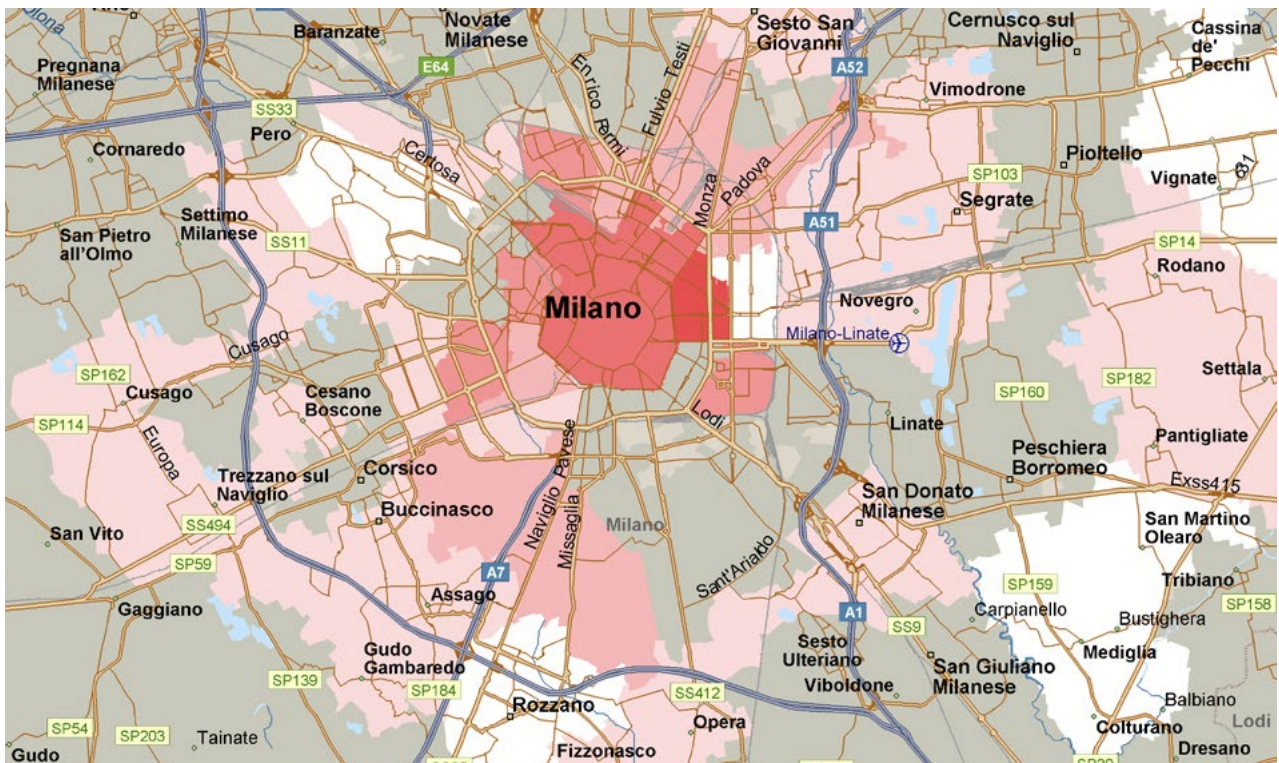 Olona
Novate
Milanese
Baranzate
Sesto San
Giovanni
Cernusco sul
Naviglio
Cassina
de'
Pecchi
Pregnana
Milanese
E64
Enrico Fermi
Fulvio Testi
A52
Vimodrone
SS33
Pero
Cornaredo
Certosa
Monza
Padova
Pioltello
SP103
Vignate
Segrate
Settimo
Milanese
San Pietro
all'Olmo
SS11
A51
SP14
Rodano
Milano
Novegro
Milano-Linate
Cusago
SP162
Cusago
Cesano
Boscone
SP182
Settala
SP160
SP114
Europa
Lodi
Linate
Pantigliate
Peschiera
Borromeo
Trezzano sul
Naviglio
Corsico
Naviglio Pavese
Exss415
Buccinasco
San Donato
Milanese
San Vito
SS494
Milano
Missaglia
San Martino
Olearo
SP59
A7
Sant'Arialdo
SP159
Tribiano
Gaggiano
Assago
A1
SS9
Carpianello
SP158
Bustighera
Gudo
Gambaredo
Sesto
Ulteriano
San Giuliano
Milanese
Mediglia
SP139
SP184
SS412
Viboldone
Balbiano
Rozzano
Opera
Colturano
Lodi
SP54
SP203
Tainate
Gudo
Fizzonasco
Dresano